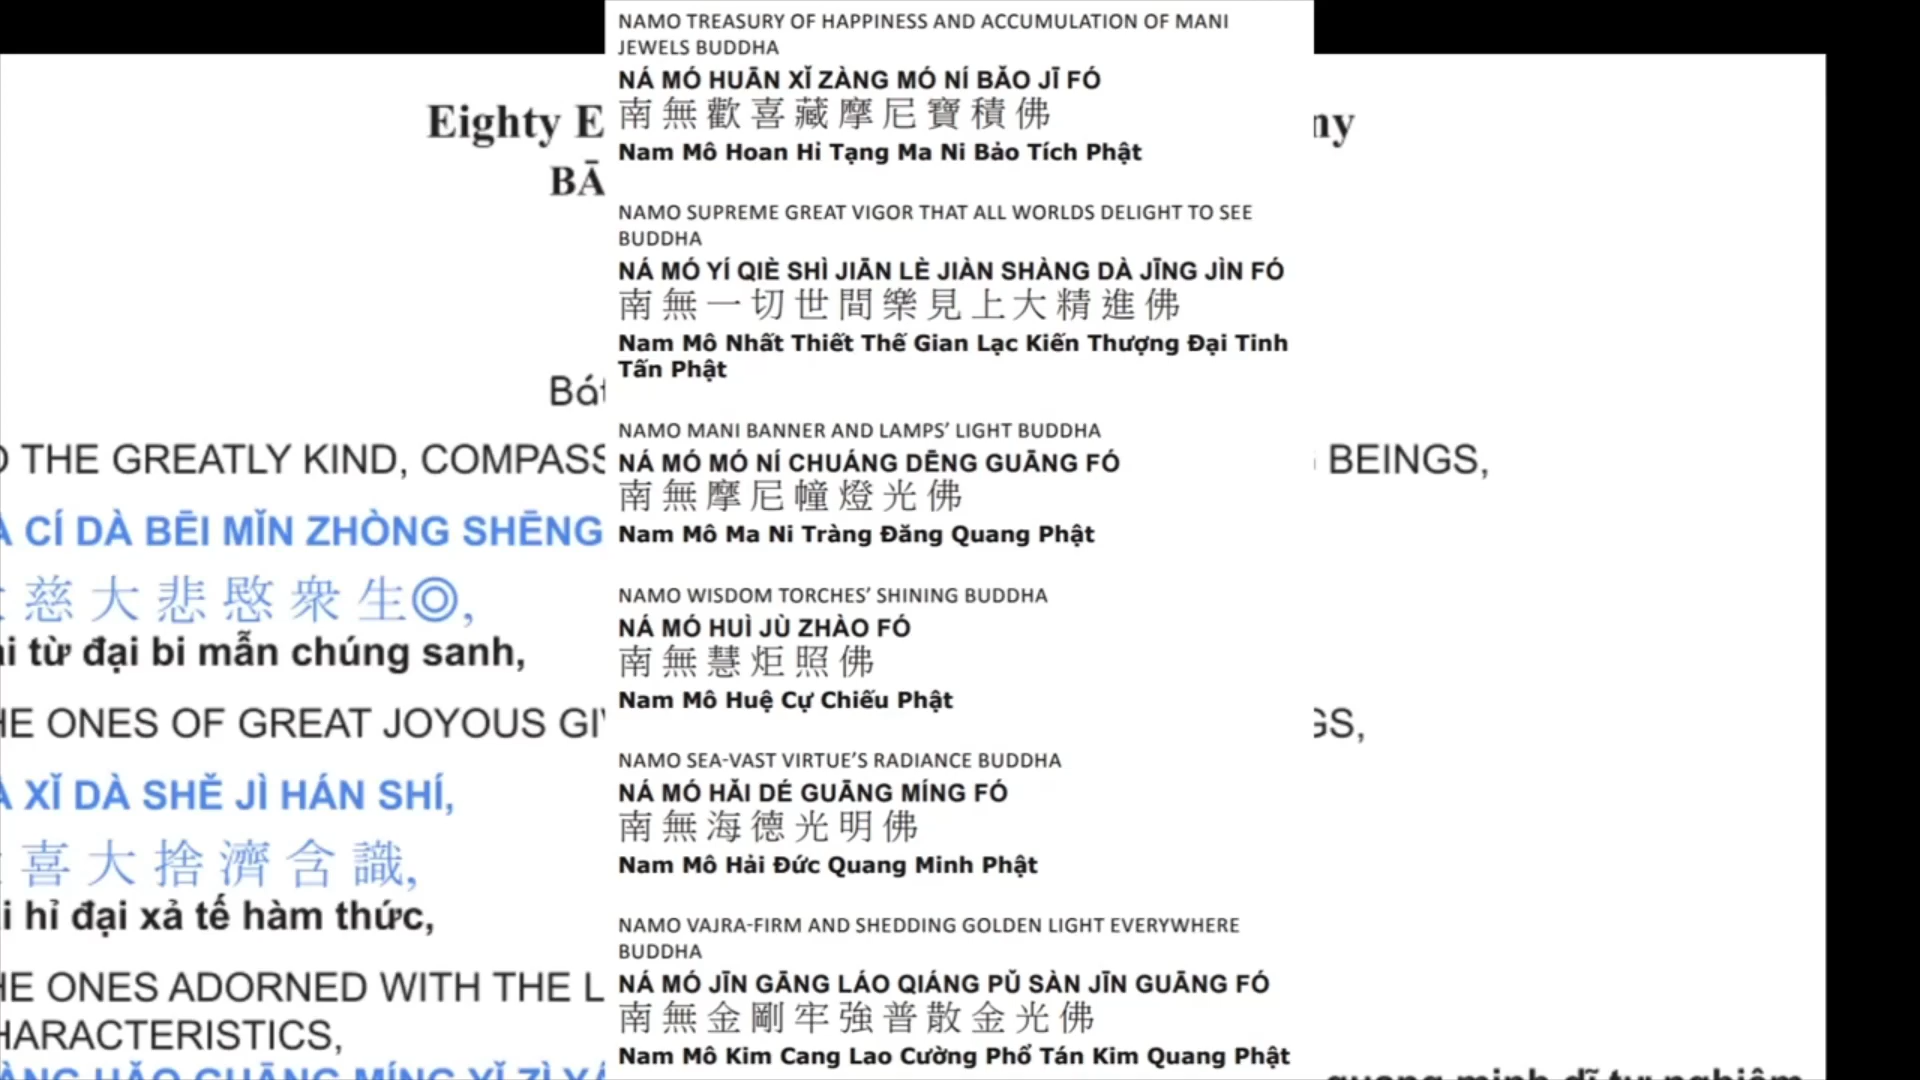 NAMO TREASURY OF HAPPINESS AND ACCUMULATION OF MANI
JEWELS BUDDHA
NÁ MÓ HUĀN XǏ ZÀNG MÓ NÍ BǍO JĪ FÓ
南無歡喜藏摩尼寶積佛
Nam Mô Hoan Hỉ Tạng Ma Ni Bảo Tích Phật
NAMO SUPREME GREAT VIGOR THAT ALL WORLDS DELIGHT TO SEE
BUDDHA
NÁ MÓ YÍ QIÈ SHÌ JIĀN LÈ JIÀN SHÀNG DÀ JĪNG JÌN FÓ
南無一切世間樂見上大精進佛
Nam Mô Nhất Thiết Thế Gian Lạc Kiến Thượng Đại Tinh
Tấn Phật
NAMO MANI BANNER AND LAMPS’ LIGHT BUDDHA
NÁ MÓ MÓ NÍ CHUÁNG DĒNG GUĀNG FÓ
南無摩尼幢燈光佛
Nam Mô Ma Ni Tràng Đăng Quang Phật
NAMO WISDOM TORCHES’ SHINING BUDDHA
NÁ MÓ HUÌ JÙ ZHÀO FÓ
南無慧炬照佛
Nam Mô Huệ Cự Chiếu Phật
NAMO SEA-VAST VIRTUE’S RADIANCE BUDDHA
NÁ MÓ HǍI DÉ GUĀNG MÍNG FÓ
南無海德光明佛
Nam Mô Hải Đức Quang Minh Phật
NAMO VAJRA-FIRM AND SHEDDING GOLDEN LIGHT EVERYWHERE
BUDDHA
NÁ MÓ JĪN GĀNG LÁO QIÁNG PǓ SÀN JĪN GUĀNG FÓ
南無金剛牢強普散金光佛
Nam Mô Kim Cang Lao Cường Phổ Tán Kim Quang Phật
Eighty E
BĀ
THE GREATLY KIND, COMPASS BEINGS,
CÍ DÀ BĒI MǏN ZHÒNG SHĒNG
慈大悲愍衆生◎,
từ đại bi mẫn chúng sanh,
ONES OF GREAT JOYOUS
XǏ DÀ SHĚ JÌ HÁN SHÍ,
喜大捨濟含識,
hỉ đại xả tế hàm thức,
ONES ADORNED WITH THE L
HARACTERISTICS,
HǍO GUĀNG MÍNG YǏ ZÌ
quang minh dĩ tự nghiêm